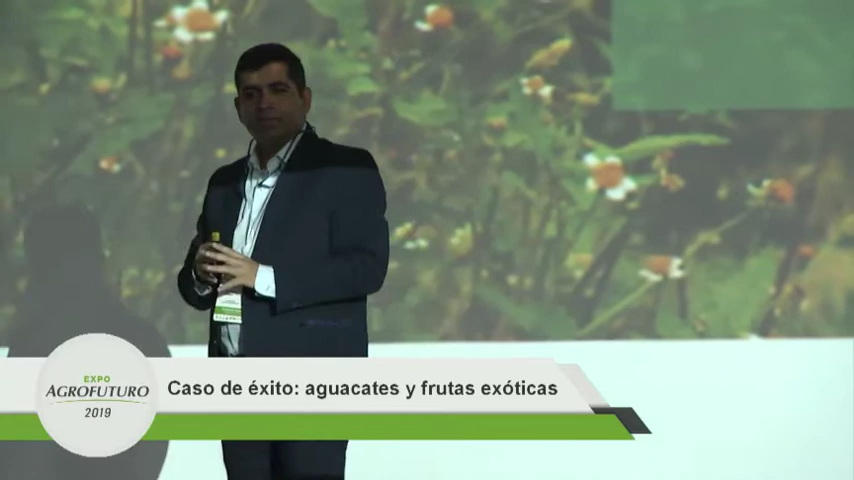 EXPO
AGROFUTURO
2019
Caso de éxito: aguacates y frutas exóticas